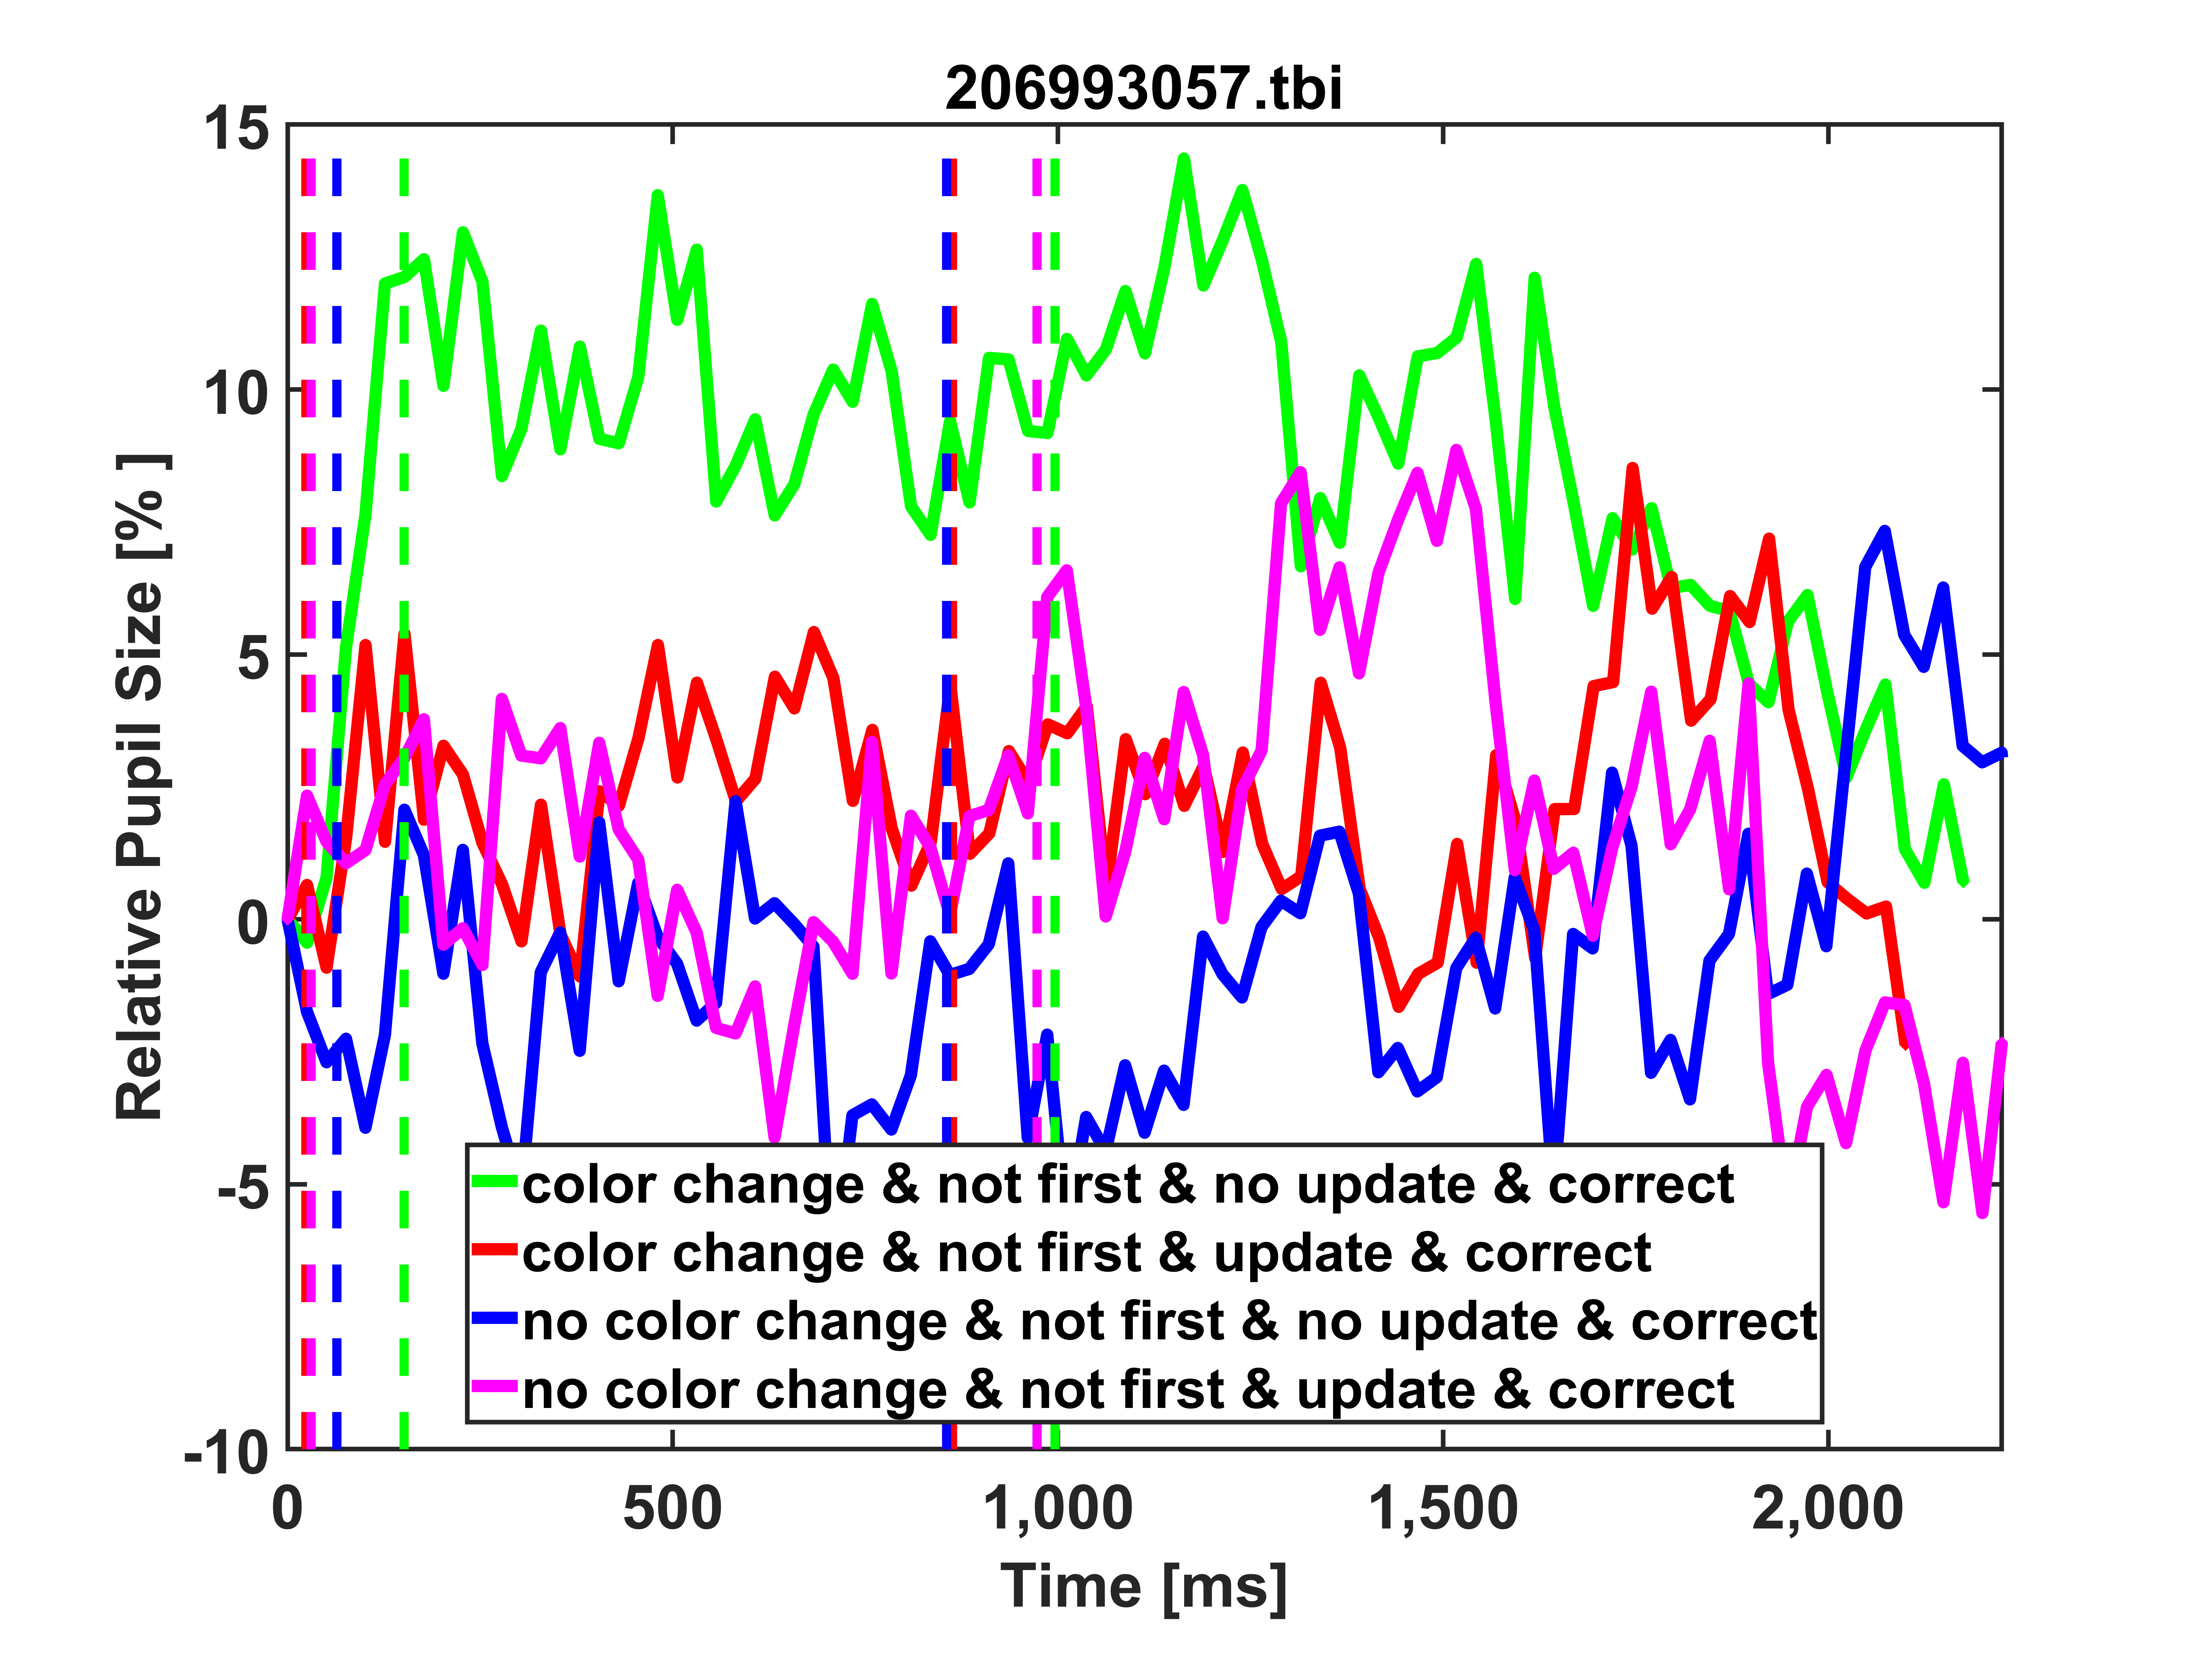 206993057.tbi
15
10
5
0
-5
-10
Relative Pupil Size [% ]
color change & not first & no update & correct
color change & not first & update & correct
no color change & not first & no update & correct
no color change & not first & update & correct
0 500 1,000 1,500 2,000
Time [ms]